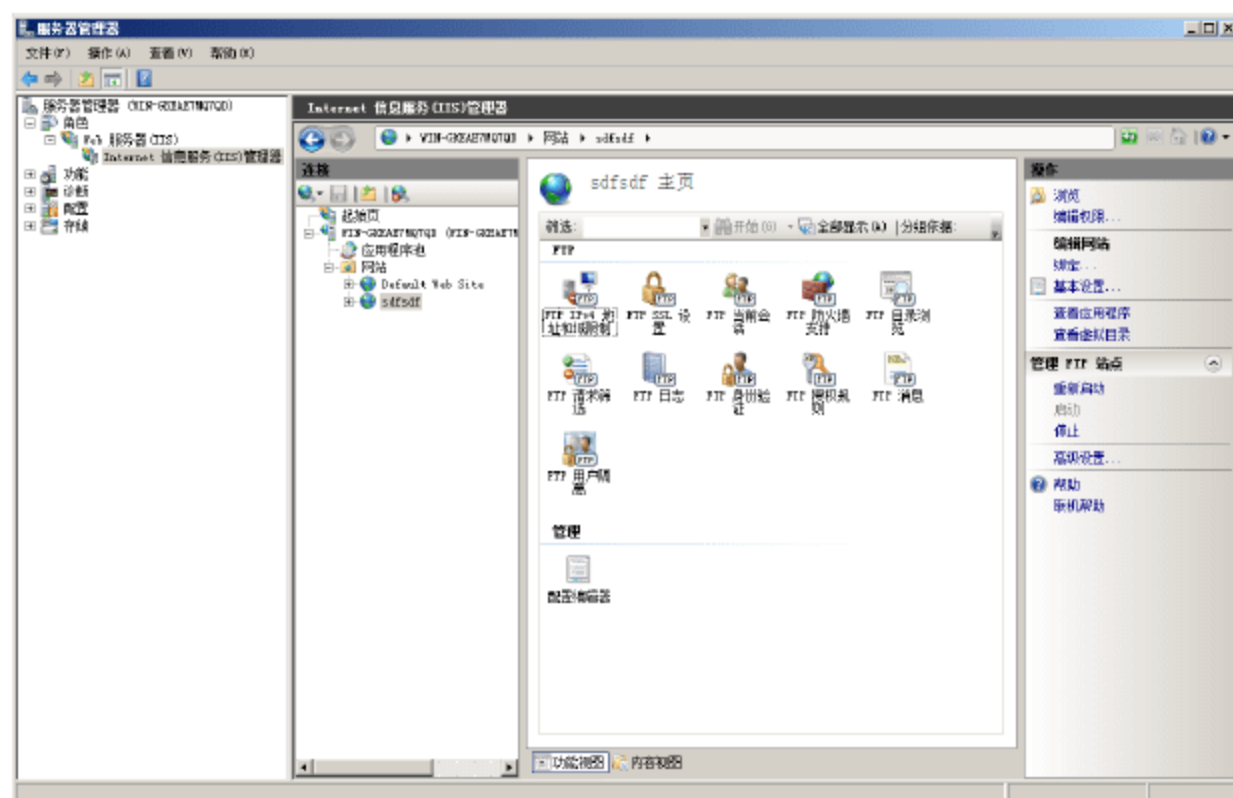 服务器管理器
文件(F) 操作(A) 查看(V) 帮助(H)
服务器管理器
角色
Web 服务器(IIS)
Internet 信息服务(IIS)管理器
功能
诊断
配置
存储
Internet 信息服务(IIS)管理器
网站 sdfsdf
连接
起始页
应用程序池
网站
Default Web Site
sdfsdf
sdfsdf 主页
筛选: 开始(G) 全部显示(A) 分组依据:
FTP
FTP IPv4 地址和域限制
FTP SSL 设置
FTP 当前会话
FTP 防火墙支持
FTP 目录浏览
FTP 请求筛选
FTP 日志
FTP 身份验证
FTP 授权规则
FTP 消息
FTP 用户隔离
管理
配置编辑器
功能视图 内容视图
操作
浏览
编辑权限...
编辑网站
绑定...
基本设置...
查看应用程序
查看虚拟目录
管理 FTP 站点
重新启动
启动
停止
高级设置...
帮助
联机帮助